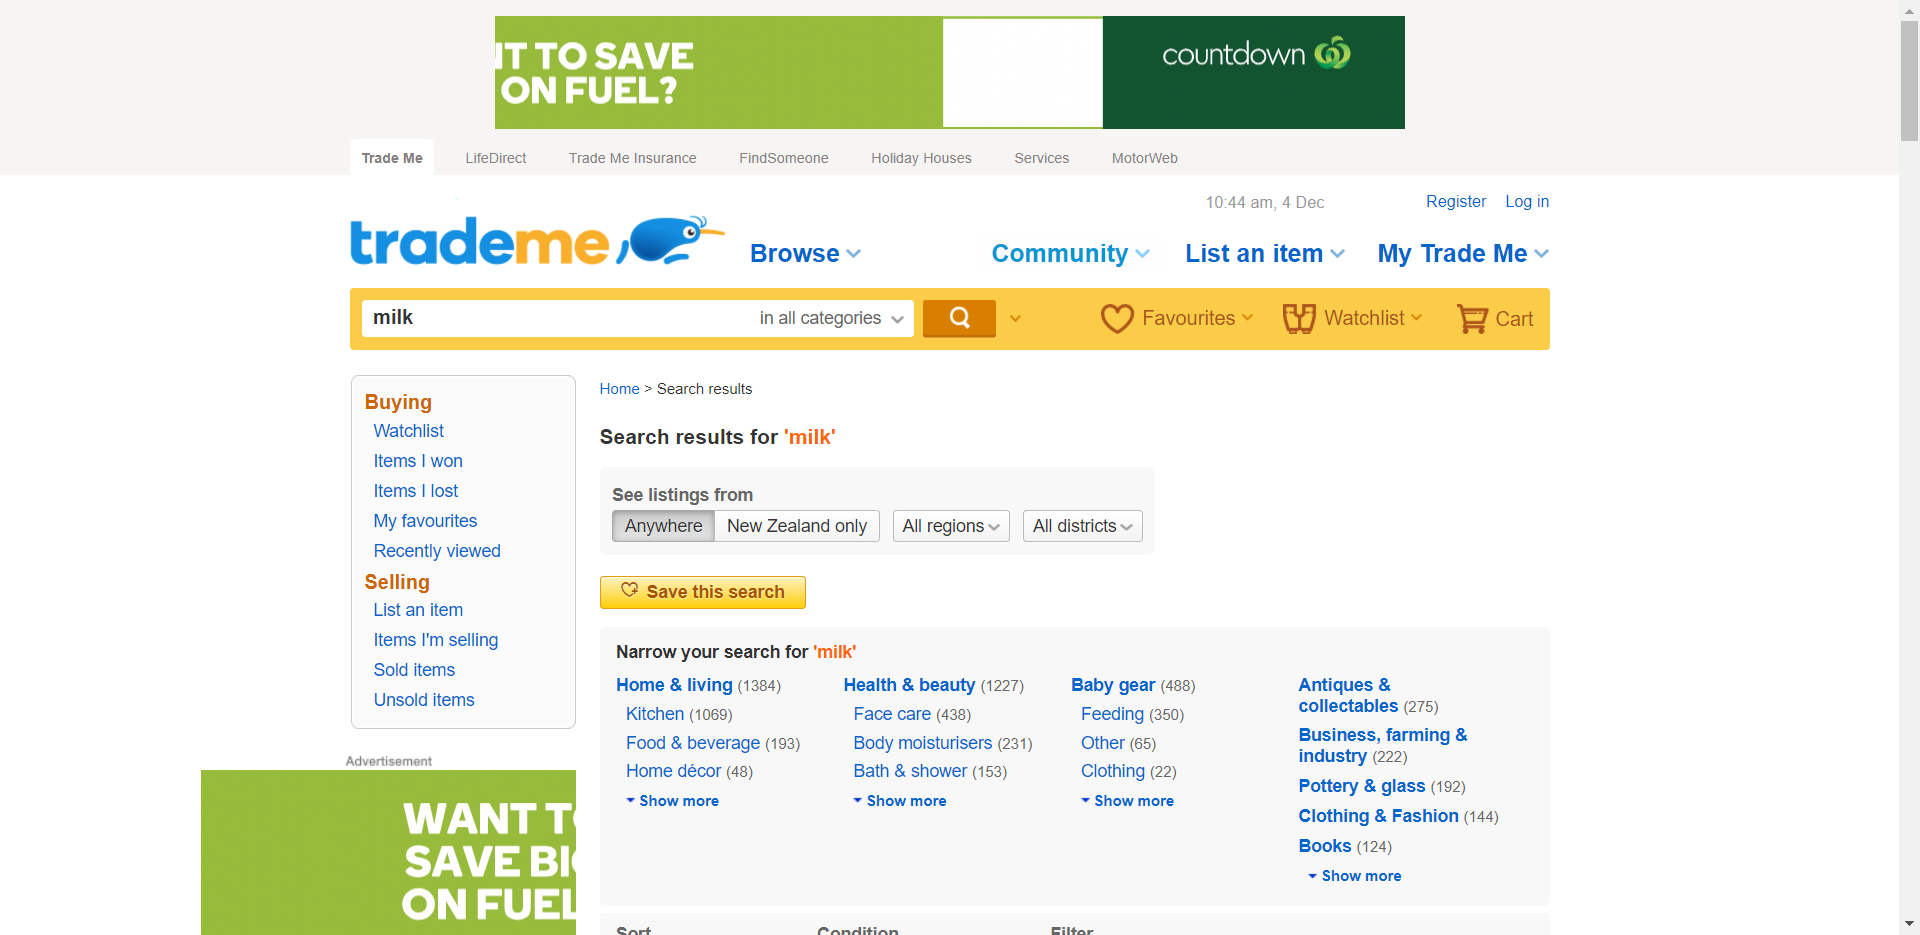 T TO SAVE
ON FUEL?
countdown
Trade Me
LifeDirect
Trade Me Insurance
FindSomeone
Holiday Houses
Services
MotorWeb
10:44 am, 4 Dec
Register
Log in
trademe
Browse
Community
List an item
My Trade Me
milk
in all categories
Favourites
Watchlist
Cart
Buying
Watchlist
Items I won
Items I lost
My favourites
Recently viewed
Selling
List an item
Items I'm selling
Sold items
Unsold items
Advertisement
WANT T
SAVE BI
ON FUEL
Home > Search results
Search results for 'milk'
See listings from
Anywhere
New Zealand only
All regions
All districts
Save this search
Narrow your search for 'milk'
Home & living (1384)
Kitchen (1069)
Food & beverage (193)
Home décor (48)
Show more
Health & beauty (1227)
Face care (438)
Body moisturisers (231)
Bath & shower (153)
Show more
Baby gear (488)
Feeding (350)
Other (65)
Clothing (22)
Show more
Antiques &
collectables (275)
Business, farming &
industry (222)
Pottery & glass (192)
Clothing & Fashion (144)
Books (124)
Show more
Sort
Condition
Filter